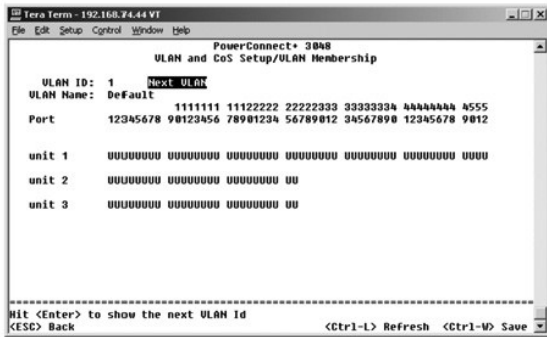 Tera Term - 192.168.74.44 VT
File Edit Setup Control Window Help
PowerConnect+ 3048
VLAN and CoS Setup/VLAN Membership
VLAN ID: 1 Next VLAN
VLAN Name: Default
1111111 11122222 22222333 33333334 44444444 4555
Port 12345678 90123456 78901234 56789012 34567890 12345678 9012
unit 1 UUUUUUUU UUUUUUUU UUUUUUUU UUUUUUUU UUUUUUUU UUUUUUUU UUUU
unit 2 UUUUUUUU UUUUUUUU UUUUUUUU UU
unit 3 UUUUUUUU UUUUUUUU UUUUUUUU UU
Hit <Enter> to show the next VLAN Id
<ESC> Back <Ctrl-L> Refresh <Ctrl-W> Save